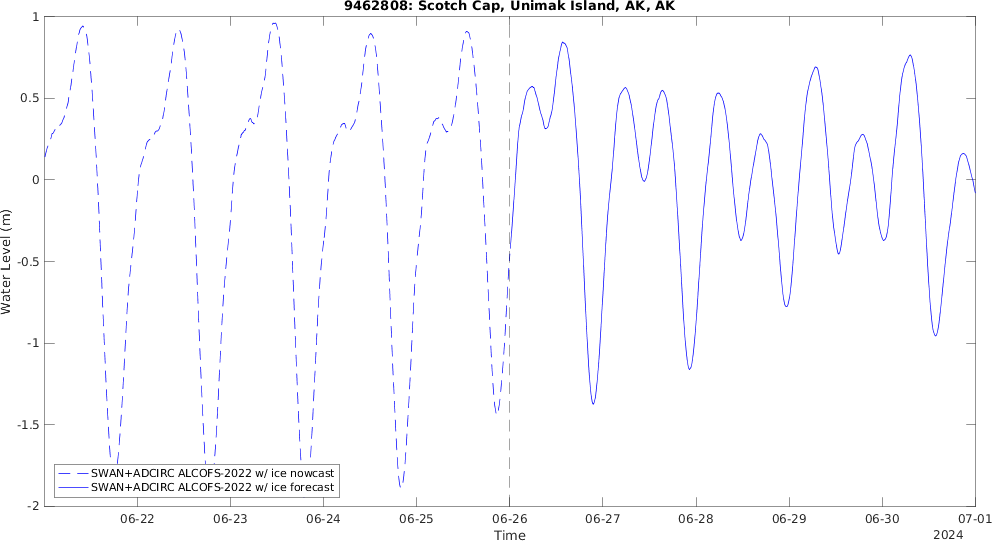 9462808: Scotch Cap, Unimak Island, AK, AK
1
0.5
0
-0.5
-1
-1.5
-2
Water Level (m)
SWAN+ADCIRC ALCOFS-2022 w/ ice nowcast
SWAN+ADCIRC ALCOFS-2022 w/ ice forecast
06-22 06-23 06-24 06-25 06-26 06-27 06-28 06-29 06-30 07-01
Time
2024